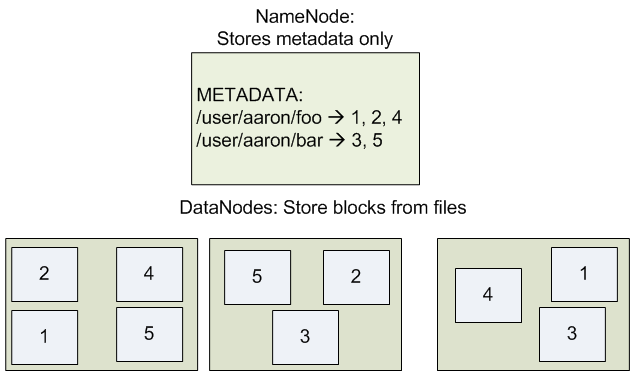 NameNode:
Stores metadata only
METADATA:
/user/aaron/foo → 1, 2, 4
/user/aaron/bar → 3, 5
DataNodes: Store blocks from files
2 4
1 5
5 2
3
1
4
3